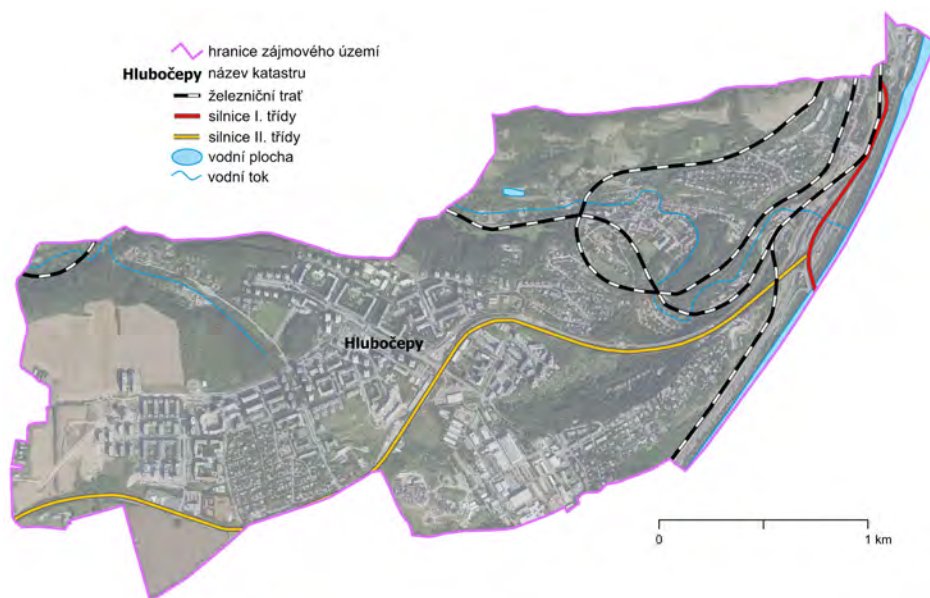 hranice zájmového území
Hlubočepy název katastru
železniční trať
silnice I. třídy
silnice II. třídy
vodní plocha
vodní tok
Hlubočepy
0 1 km